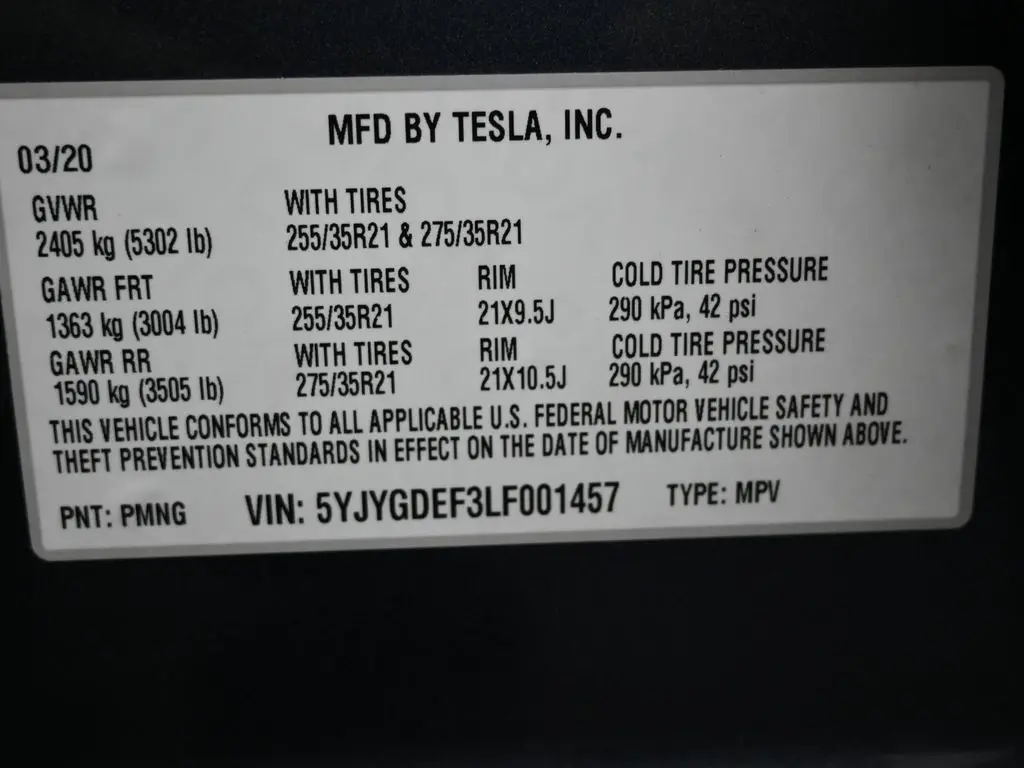 MFD BY TESLA, INC.
03/20
GVWR WITH TIRES
2405 kg (5302 lb) 255/35R21 & 275/35R21
GAWR FRT WITH TIRES RIM COLD TIRE PRESSURE
1363 kg (3004 lb) 255/35R21 21X9.5J 290 kPa, 42 psi
GAWR RR WITH TIRES RIM COLD TIRE PRESSURE
1590 kg (3505 lb) 275/35R21 21X10.5J 290 kPa, 42 psi
THIS VEHICLE CONFORMS TO ALL APPLICABLE U.S. FEDERAL MOTOR VEHICLE SAFETY AND
THEFT PREVENTION STANDARDS IN EFFECT ON THE DATE OF MANUFACTURE SHOWN ABOVE.
PNT: PMNG VIN: 5YJYGDEF3LF001457 TYPE: MPV